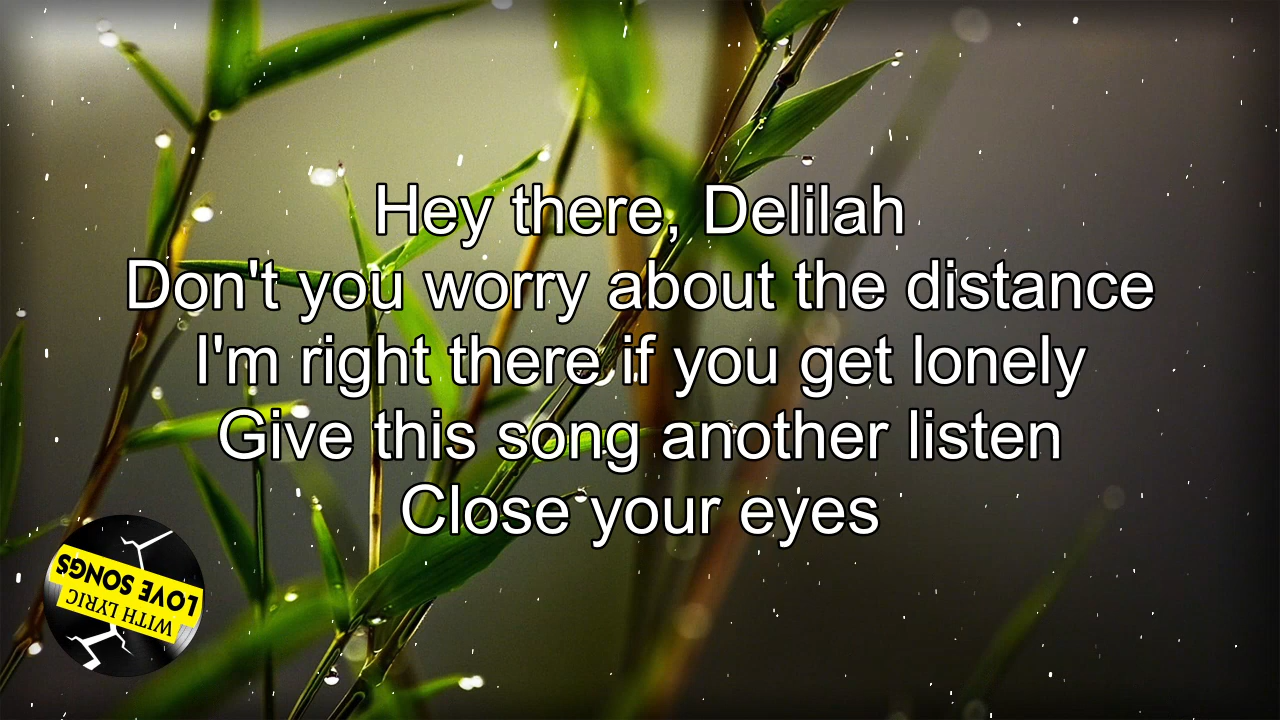 Hey there, Delilah
Don't you worry about the distance
I'm right there if you get lonely
Give this song another listen
Close your eyes
LOVE SONGS
WITH LYRIC